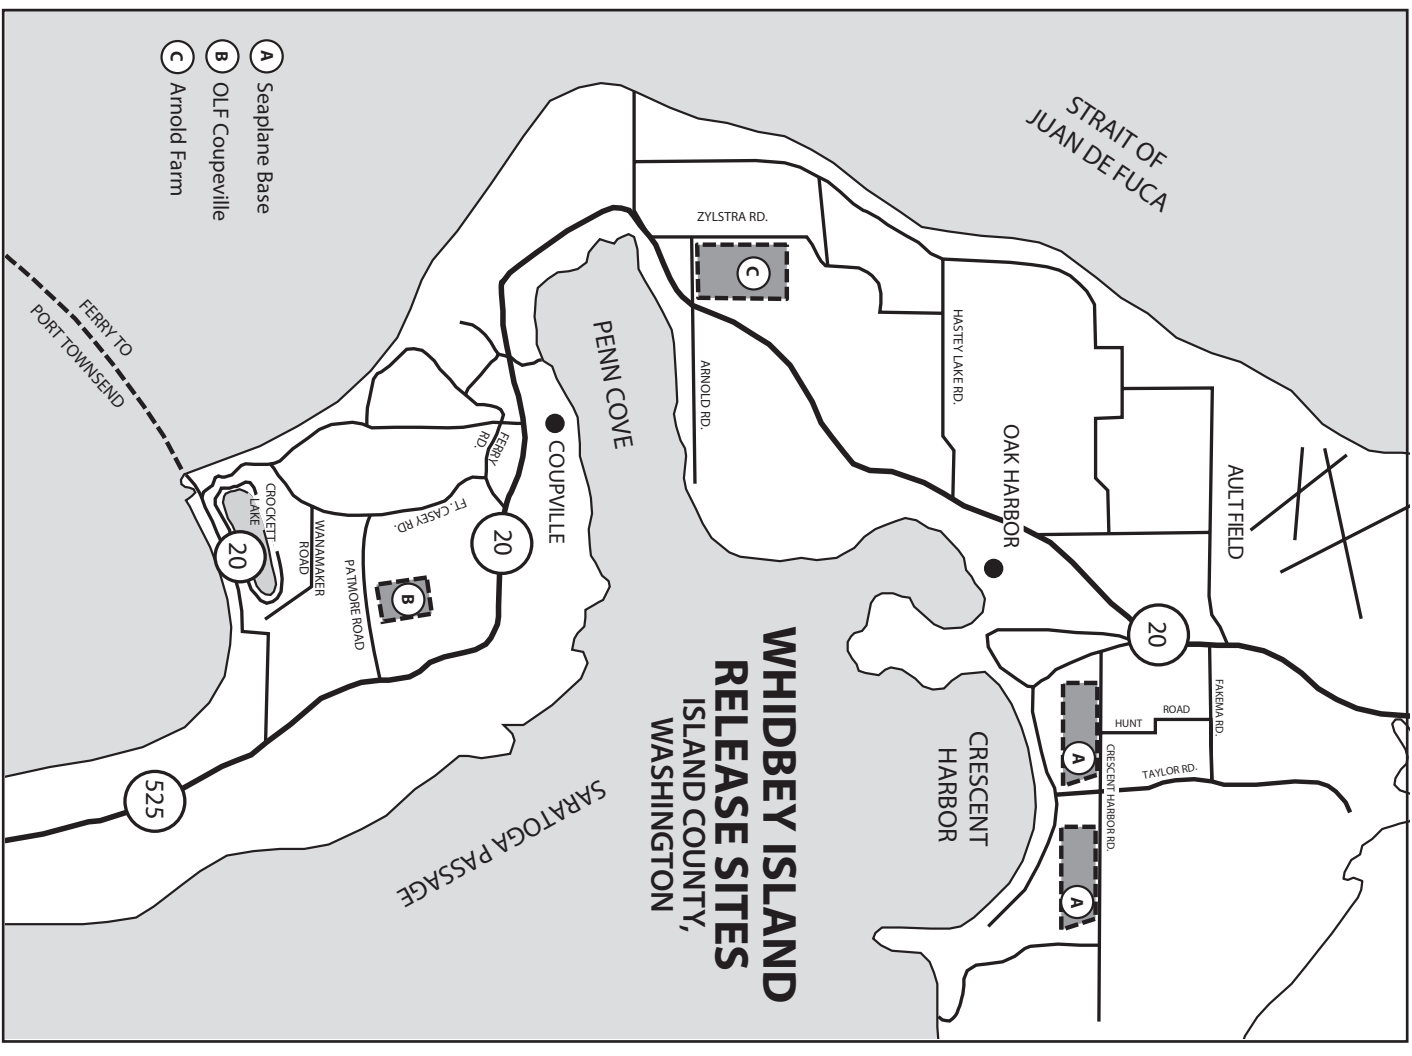 WHIDBEY ISLAND
RELEASE SITES
ISLAND COUNTY,
WASHINGTON
STRAIT OF
JUAN DE FUCA
AULTFIELD
OAK HARBOR
HASTEY LAKE RD.
ZYLSTRA RD.
C
ARNOLD RD.
20
FAKEMA RD.
HUNT
ROAD
TAYLOR RD.
CRESCENT HARBOR RD.
A
A
CRESCENT
HARBOR
PENN COVE
COUPVILLE
FERRY
RD.
20
FT. CASEY RD.
B
PATMORE ROAD
WANAMAKER
ROAD
CROCKETT
LAKE
20
525
SARATOGA PASSAGE
FERRY TO
PORT TOWNSEND
A Seaplane Base
B OLF Coupeville
C Arnold Farm